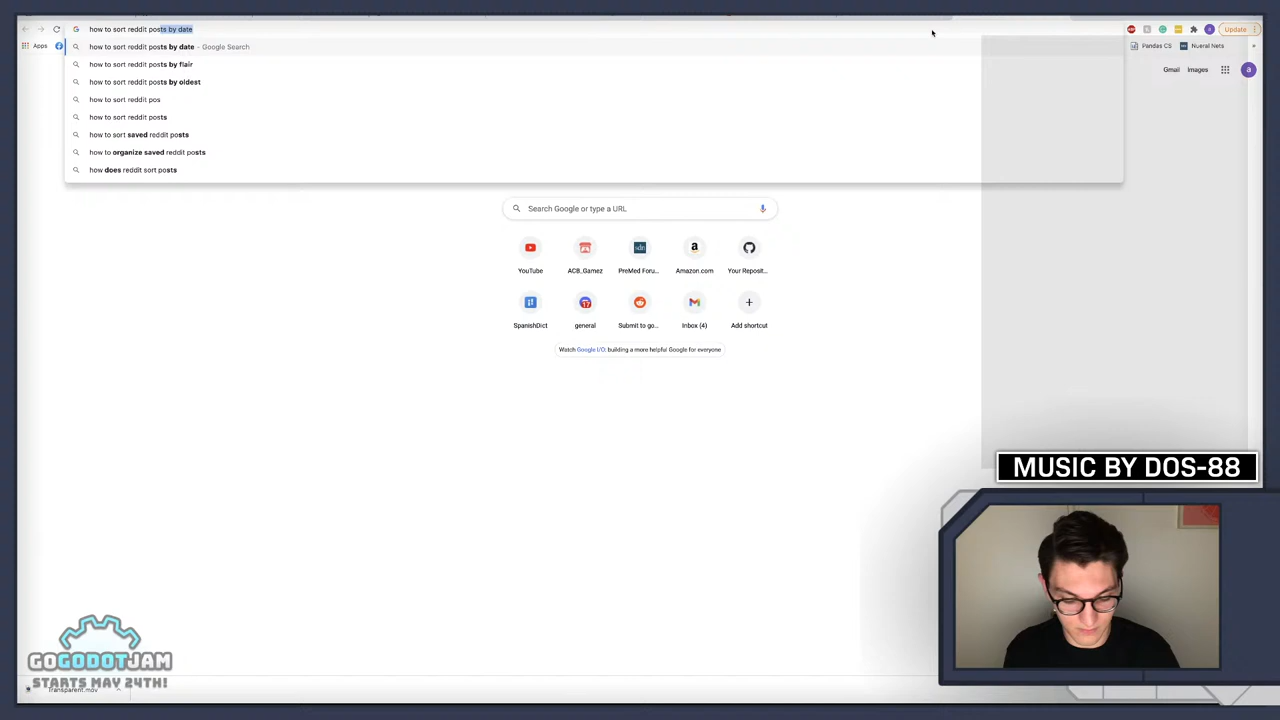 how to sort reddit posts by date
Update
Apps
how to sort reddit posts by date - Google Search
Pandas CS
Nueral Nets
»
how to sort reddit posts by flair
Gmail
Images
a
how to sort reddit posts by oldest
how to sort reddit pos
how to sort reddit posts
how to sort saved reddit posts
how to organize saved reddit posts
how does reddit sort posts
Search Google or type a URL
YouTube
ACB_Gamez
PreMed Foru...
Amazon.com
Your Reposit...
SpanishDict
general
Submit to go...
Inbox (4)
Add shortcut
Watch Google I/O: building a more helpful Google for everyone
MUSIC BY DOS-88
GOGODOTJAM
STARTS MAY 24TH!
Transparent.mov